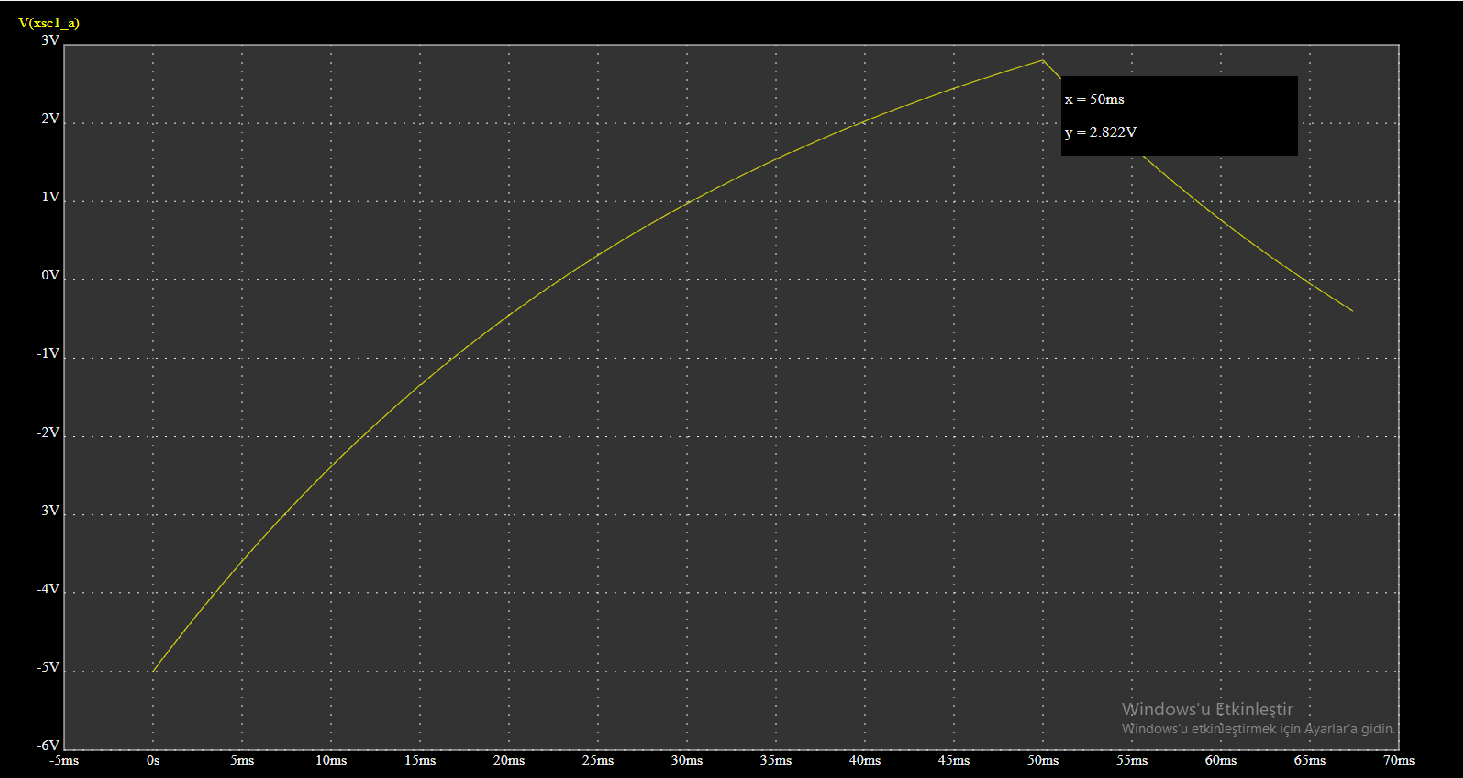 V(xsc1_a)
3V
2V
1V
0V
-1V
-2V
3V
-4V
-5V
-6V
x = 50ms
y = 2.822V
Windows'u Etkinleştir
Windows'u etkinleştirmek için Ayarlar'a gidin.
-5ms 0s 5ms 10ms 15ms 20ms 25ms 30ms 35ms 40ms 45ms 50ms 55ms 60ms 65ms 70ms